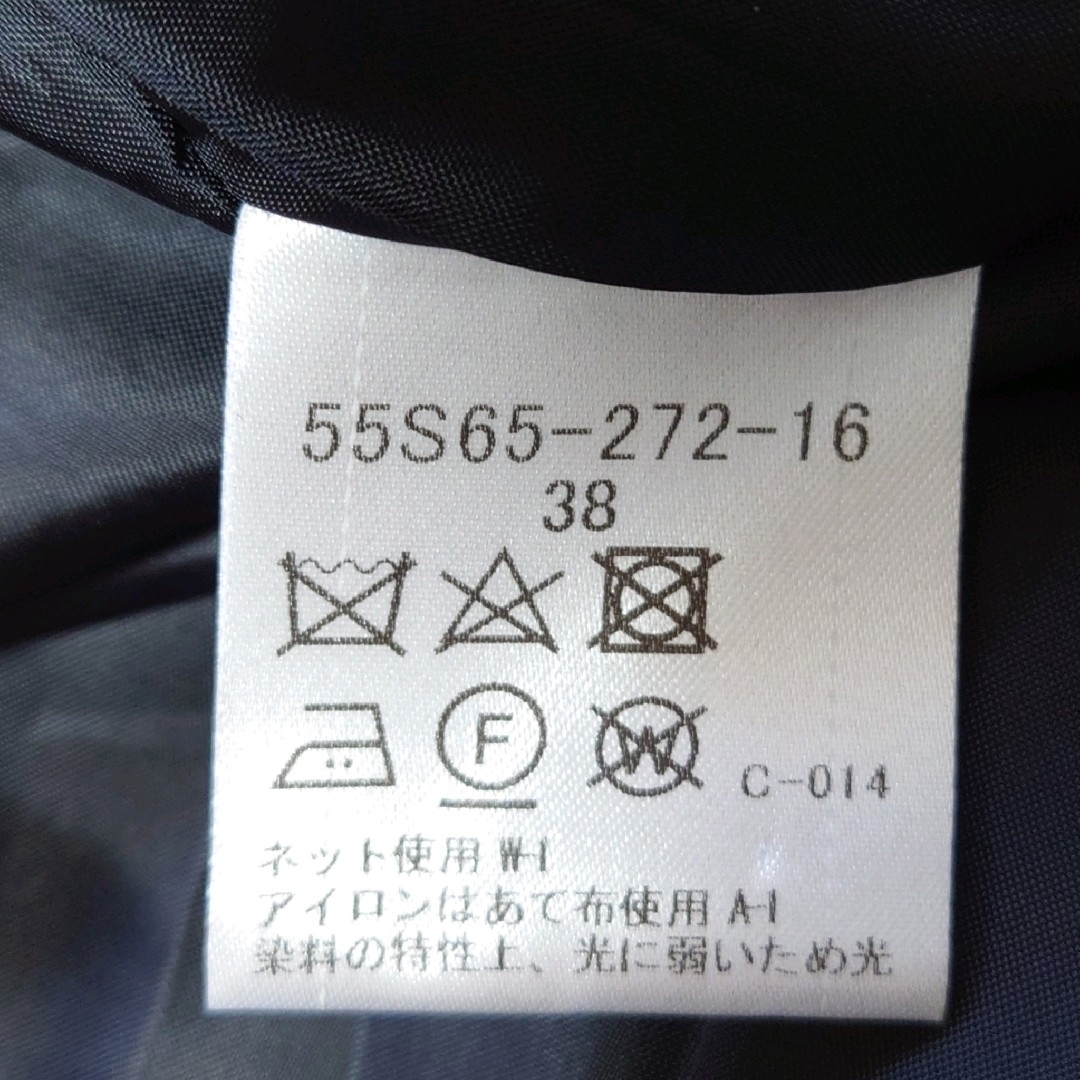 55S65-272-16
38
F
W
C-014
ネット使用 W-1
アイロンはあて布使用 A-1
染料の特性上、光に弱いため光